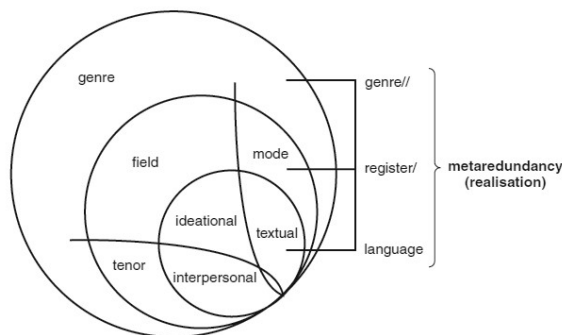 genre
genre//
field
mode
register/
metaredundancy
(realisation)
ideational
textual
language
tenor
interpersonal